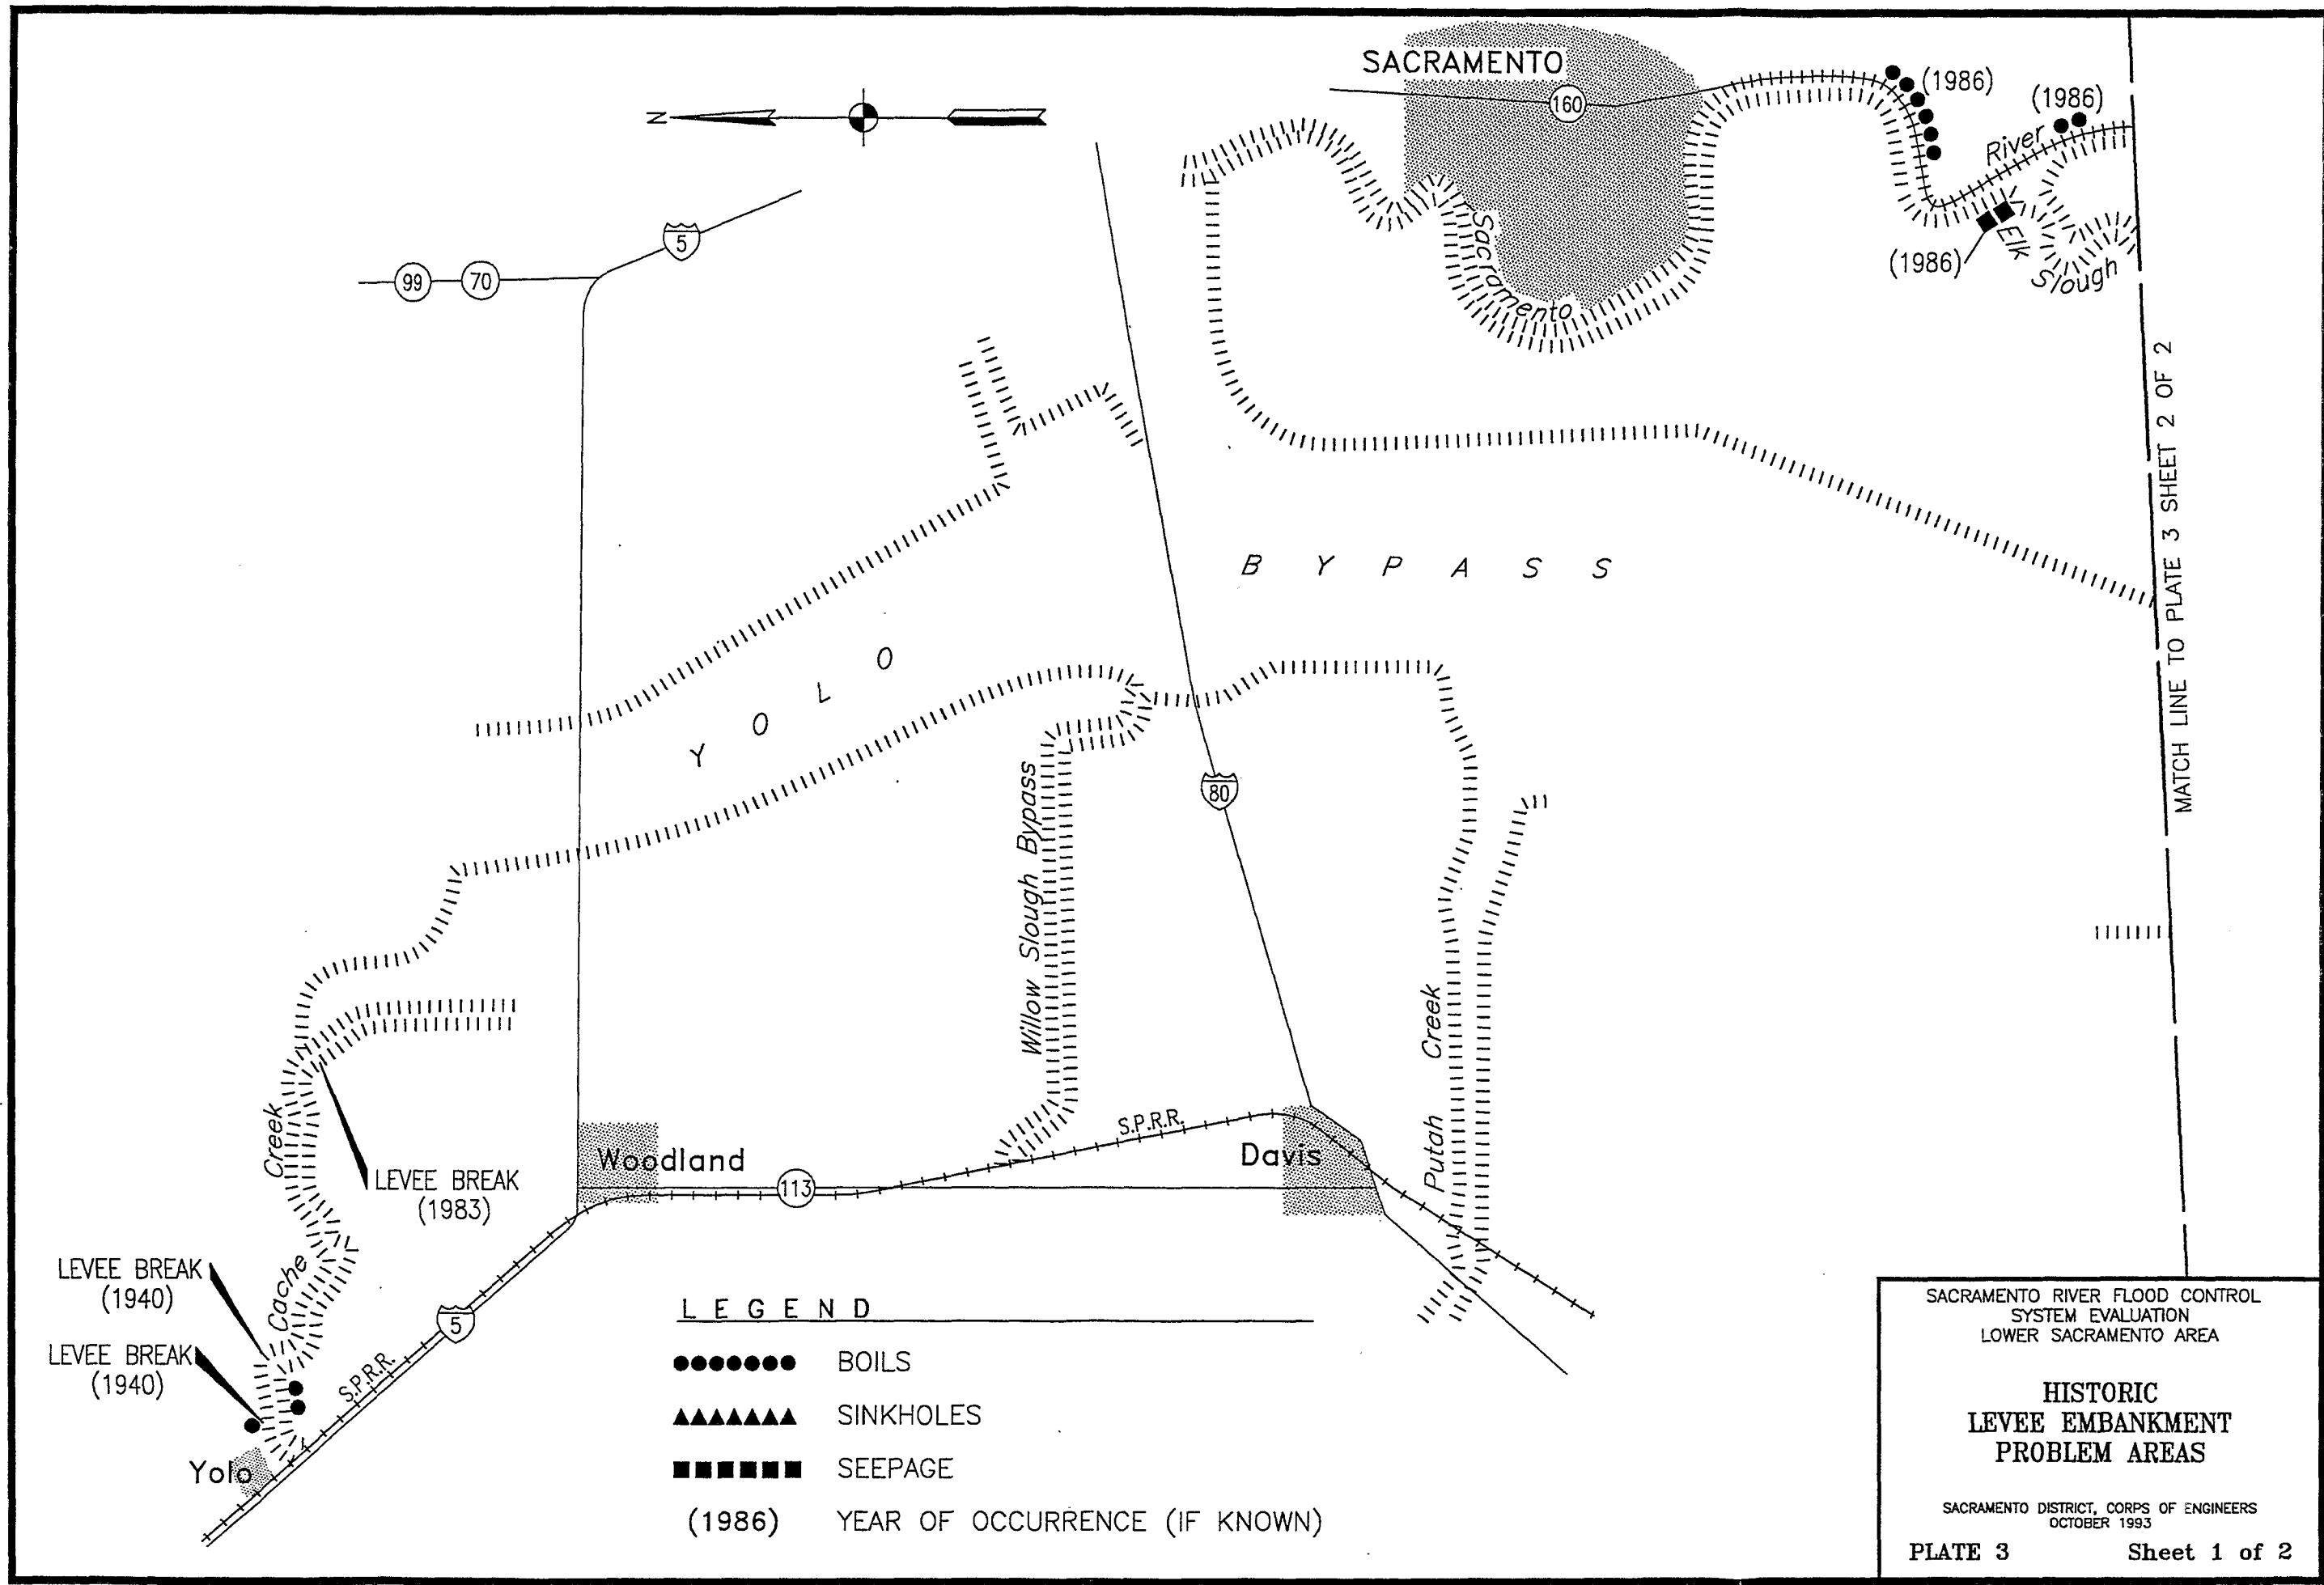 SACRAMENTO
160
(1986)
(1986)
River
N
5
99
70
Sacramento
Elk
Slough
(1986)
MATCH LINE TO PLATE 3 SHEET 2 OF 2
B Y P A S S
Y O L O
Willow Slough Bypass
80
Creek
Putah
Creek
S.P.R.R.
Woodland
Davis
113
LEVEE BREAK
(1983)
LEVEE BREAK
(1940)
Cache
LEVEE BREAK
(1940)
5
S.P.R.R.
Yolo
LEGEND
BOILS
SINKHOLES
SEEPAGE
(1986) YEAR OF OCCURRENCE (IF KNOWN)
SACRAMENTO RIVER FLOOD CONTROL
SYSTEM EVALUATION
LOWER SACRAMENTO AREA
HISTORIC
LEVEE EMBANKMENT
PROBLEM AREAS
SACRAMENTO DISTRICT, CORPS OF ENGINEERS
OCTOBER 1993
PLATE 3 Sheet 1 of 2